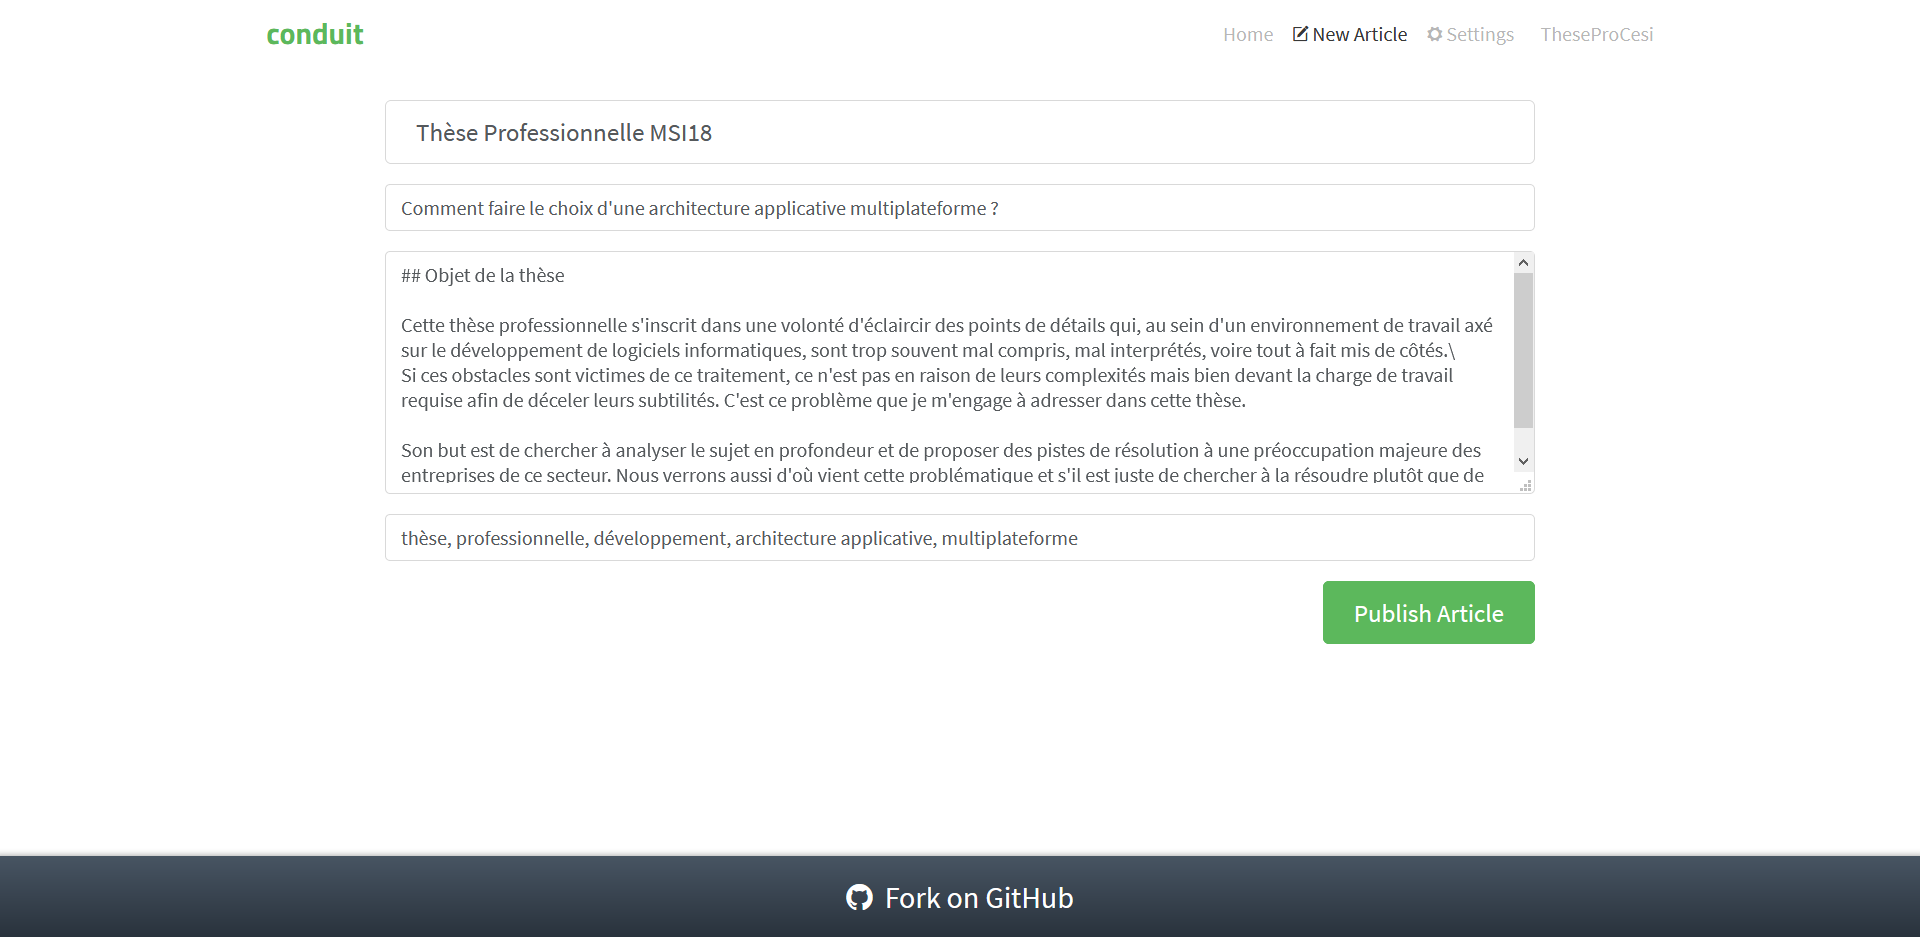 conduit
Home New Article Settings TheseProCesi
Thèse Professionnelle MSI18
Comment faire le choix d'une architecture applicative multiplateforme ?
## Objet de la thèse
Cette thèse professionnelle s'inscrit dans une volonté d'éclaircir des points de détails qui, au sein d'un environnement de travail axé
sur le développement de logiciels informatiques, sont trop souvent mal compris, mal interprétés, voire tout à fait mis de côtés.\
Si ces obstacles sont victimes de ce traitement, ce n'est pas en raison de leurs complexités mais bien devant la charge de travail
requise afin de déceler leurs subtilités. C'est ce problème que je m'engage à adresser dans cette thèse.
Son but est de chercher à analyser le sujet en profondeur et de proposer des pistes de résolution à une préoccupation majeure des
entreprises de ce secteur. Nous verrons aussi d'où vient cette problématique et s'il est juste de chercher à la résoudre plutôt que de
thèse, professionnelle, développement, architecture applicative, multiplateforme
Publish Article
Fork on GitHub